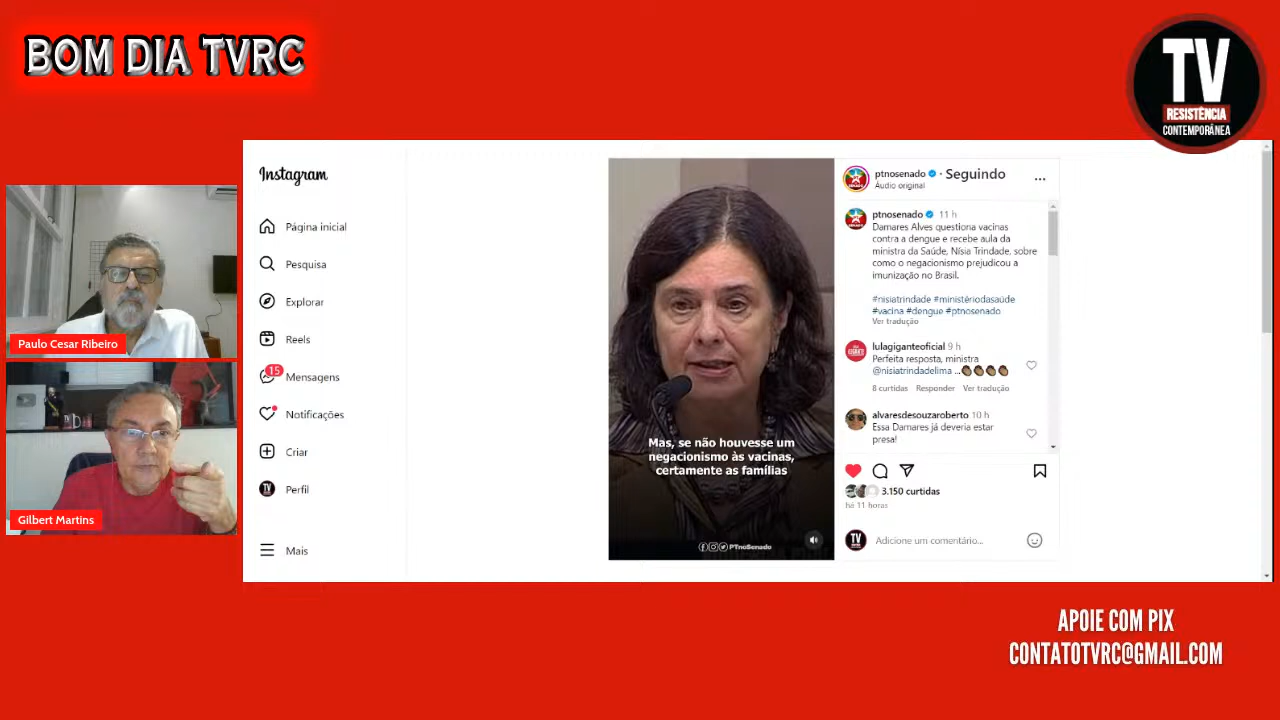 BOM DIA TVRC
TV
RESISTÊNCIA
CONTEMPORÂNEA
Paulo Cesar Ribeiro
Gilbert Martins
Instagram
Página inicial
Pesquisa
Explorar
Reels
15
Mensagens
Notificações
Criar
Perfil
Mais
Mas, se não houvesse um
negacionismo às vacinas,
certamente as famílias
PTnoSenado
ptnosenado • Seguindo
Áudio original
ptnosenado 11 h
Damares Alves questiona vacinas
contra a dengue e recebe aula da
ministra da Saúde, Nísia Trindade, sobre
como o negacionismo prejudicou a
imunização no Brasil.
#nisiatrindade #ministériodasaúde
#vacina #dengue #ptnosenado
Ver tradução
lulagiganteoficial 9 h
Perfeita resposta, ministra
@nisiatrindadelima ...👏🏾👏🏾👏🏾👏🏾
8 curtidas Responder Ver tradução
alvaresdesouzaroberto 10 h
Essa Damares já deveria estar
presa!
3.150 curtidas
há 11 horas
TV
Adicione um comentário...
APOIE COM PIX
CONTATOTVRC@GMAIL.COM